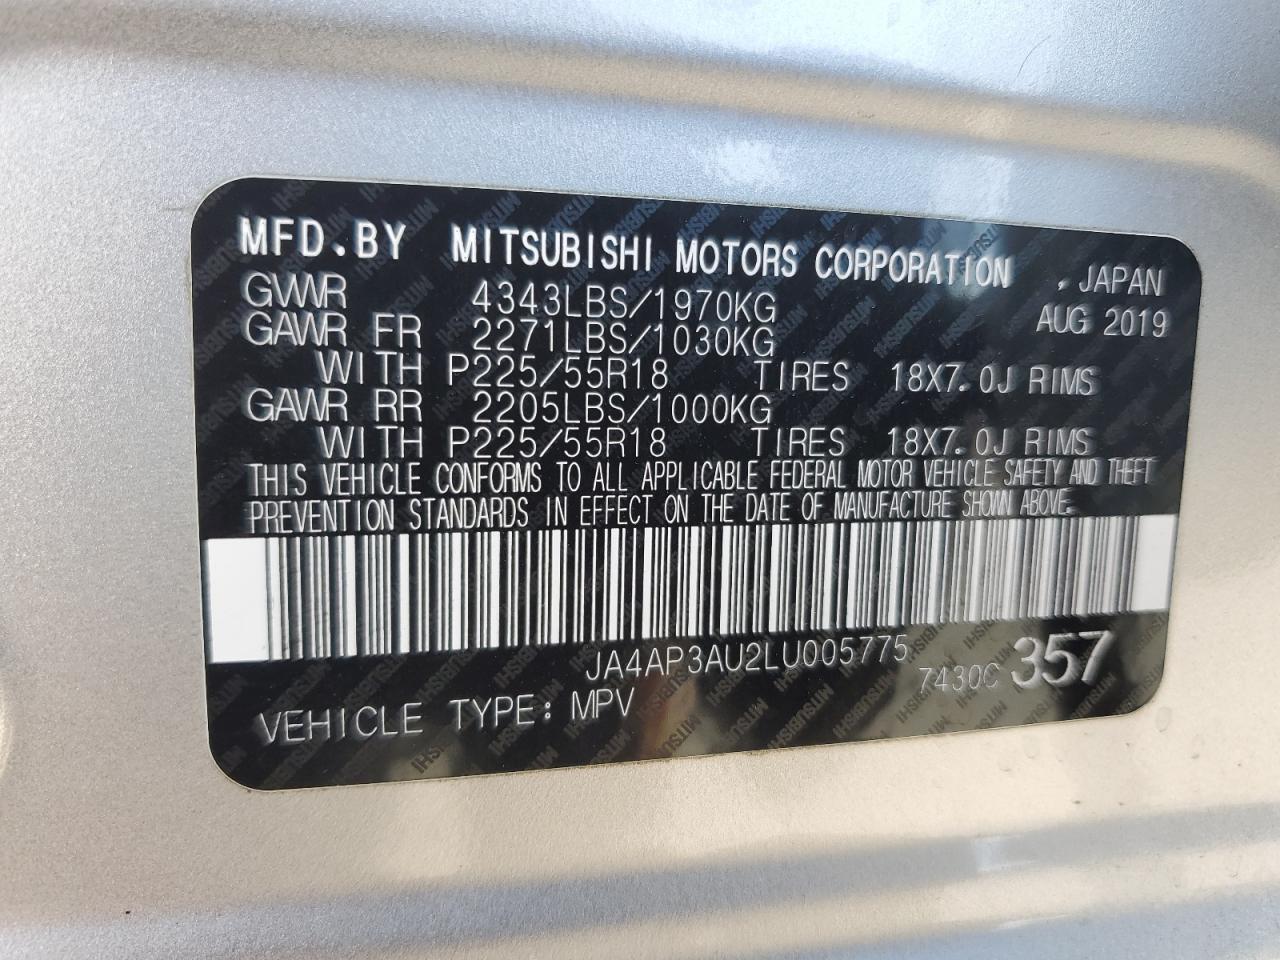 MFD.BY MITSUBISHI MOTORS CORPORATION , JAPAN
GVWR 4343LBS/1970KG AUG 2019
GAWR FR 2271LBS/1030KG
WITH P225/55R18 TIRES 18X7.0J RIMS
GAWR RR 2205LBS/1000KG
WITH P225/55R18 TIRES 18X7.0J RIMS
THIS VEHICLE CONFORMS TO ALL APPLICABLE FEDERAL MOTOR VEHICLE SAFETY AND THEFT
PREVENTION STANDARDS IN EFFECT ON THE DATE OF MANUFACTURE SHOWN ABOVE.
JA4AP3AU2LU005775
7430C 357
VEHICLE TYPE: MPV